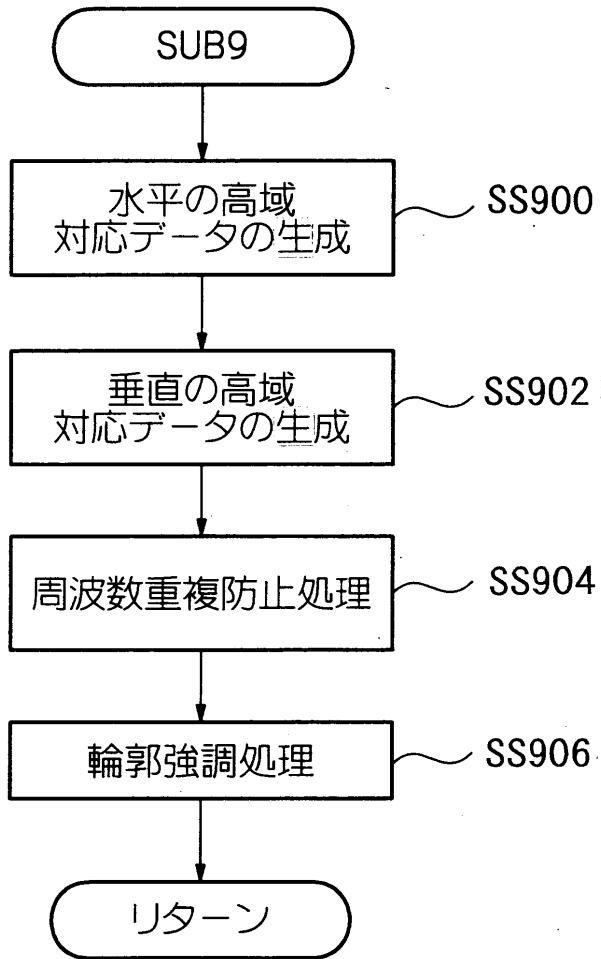 SUB9
水平の高域
対応データの生成
SS900
垂直の高域
対応データの生成
SS902
周波数重複防止処理
SS904
輪郭強調処理
SS906
リターン